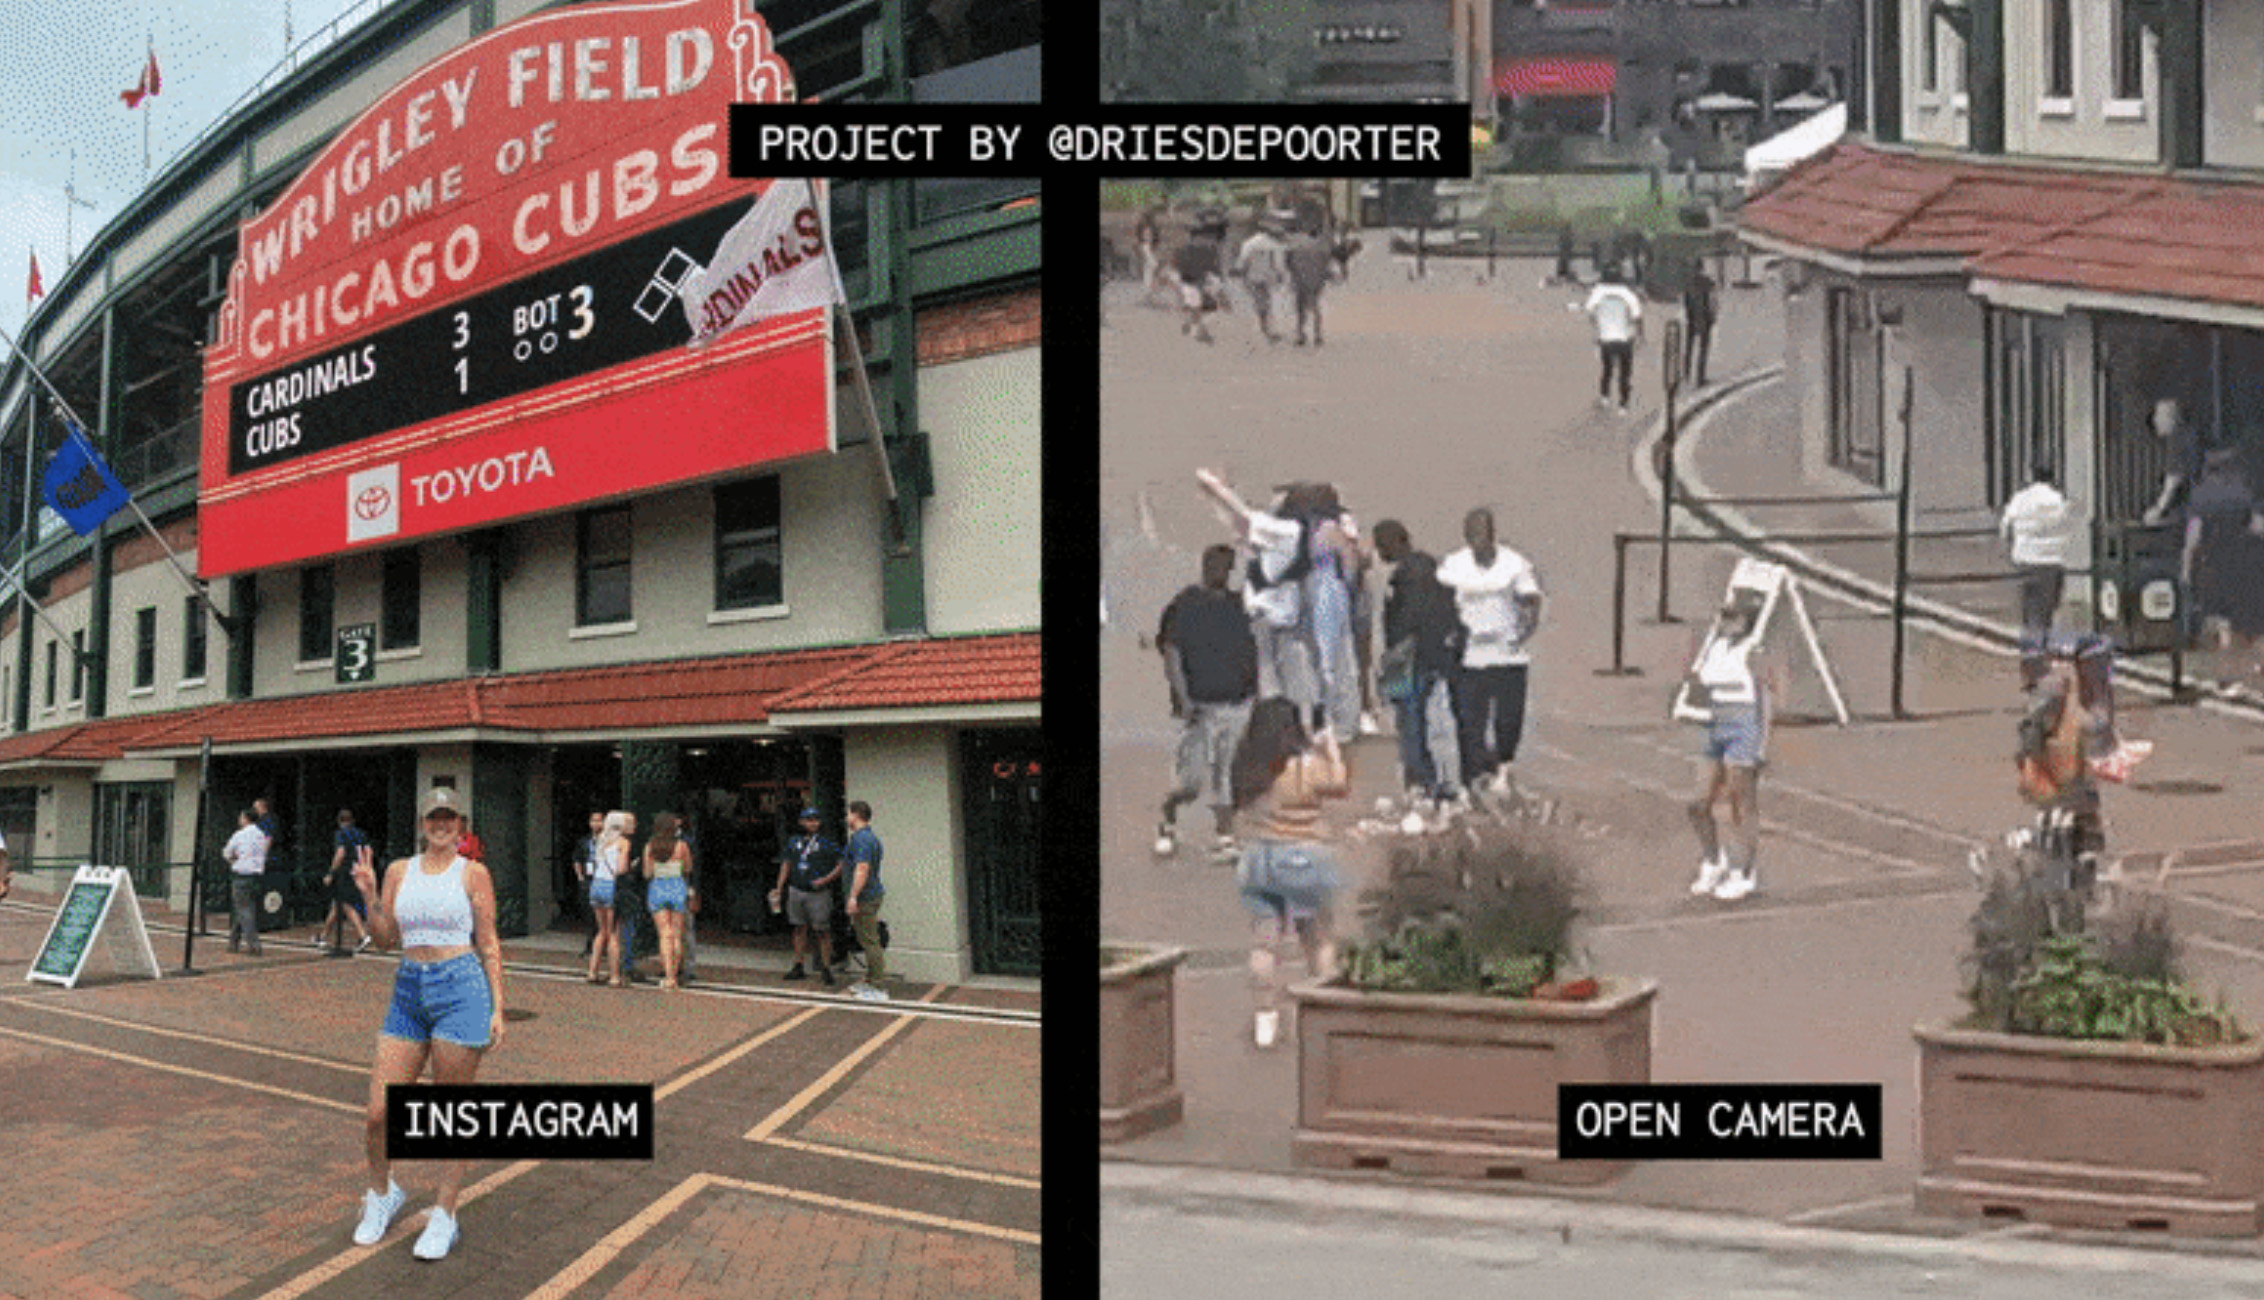 WRIGLEY FIELD
HOME OF
CHICAGO CUBS
CARDINALS 3 BOT 3
CUBS 1
TOYOTA
GATE
3
PROJECT BY @DRIESDEPOORTER
INSTAGRAM
OPEN CAMERA